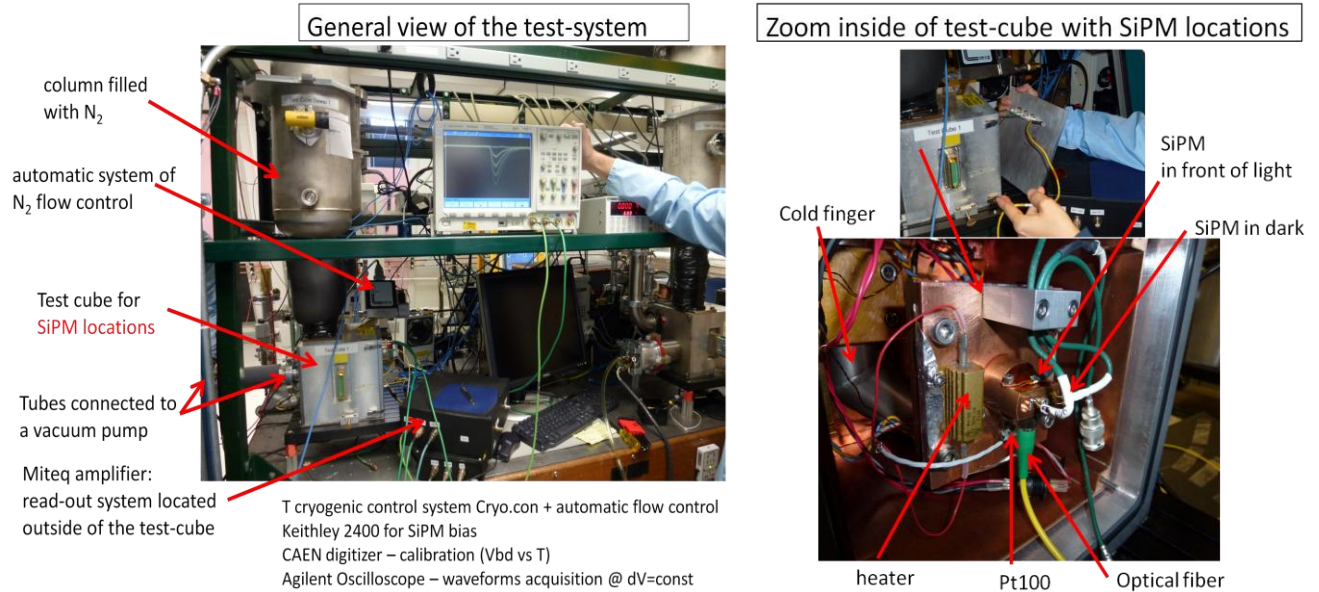 General view of the test-system
Zoom inside of test-cube with SiPM locations
column filled
with N₂
automatic system of
N₂ flow control
Test cube for
SiPM locations
Tubes connected to
a vacuum pump
Miteq amplifier:
read-out system located
outside of the test-cube
T cryogenic control system Cryo.con + automatic flow control
Keithley 2400 for SiPM bias
CAEN digitizer – calibration (Vbd vs T)
Agilent Oscilloscope – waveforms acquisition @ dV=const
Test Cube 1
Test Cube 1
SiPM
in front of light
Cold finger
SiPM in dark
heater
Pt100
Optical fiber